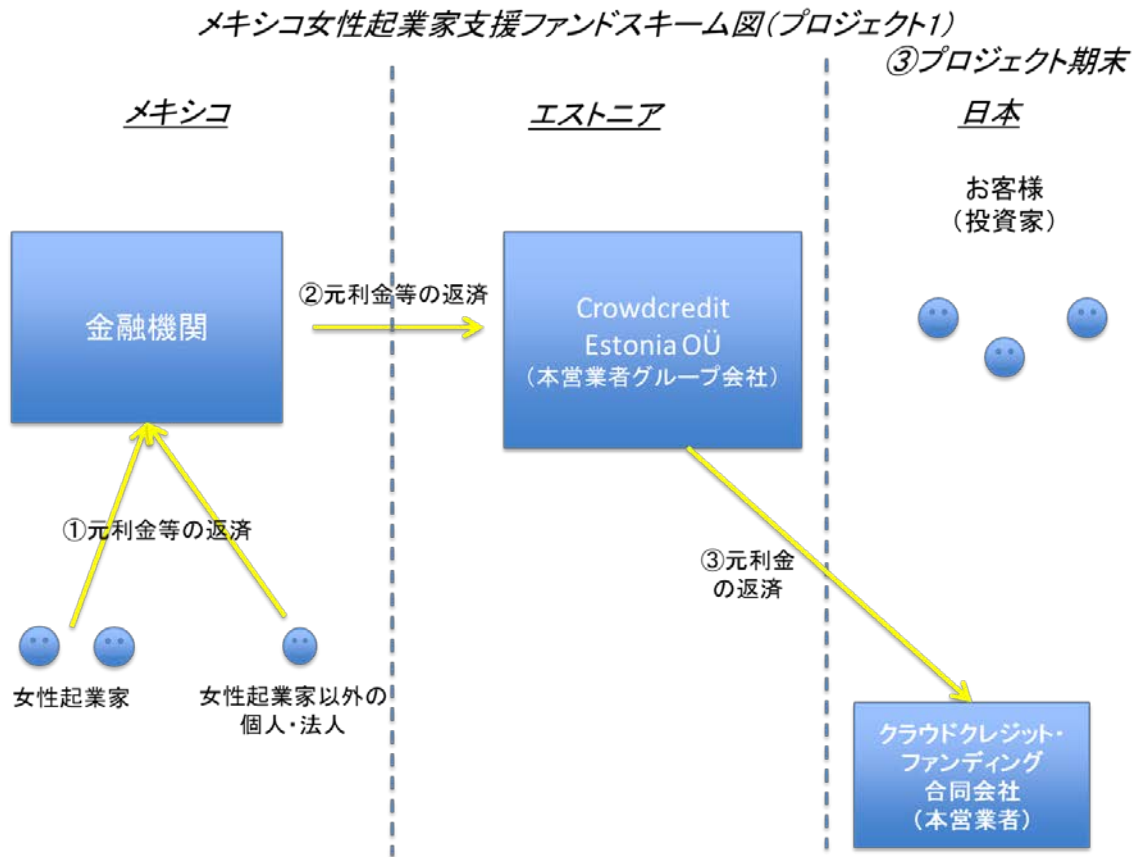 メキシコ女性起業家支援ファンドスキーム図(プロジェクト1)
③プロジェクト期末
メキシコ
エストニア
日本
お客様
(投資家)
金融機関
②元利金等の返済
Crowdcredit
Estonia OÜ
(本営業者グループ会社)
①元利金等の返済
③元利金
の返済
女性起業家
女性起業家以外の
個人・法人
クラウドクレジット・
ファンディング
合同会社
(本営業者)